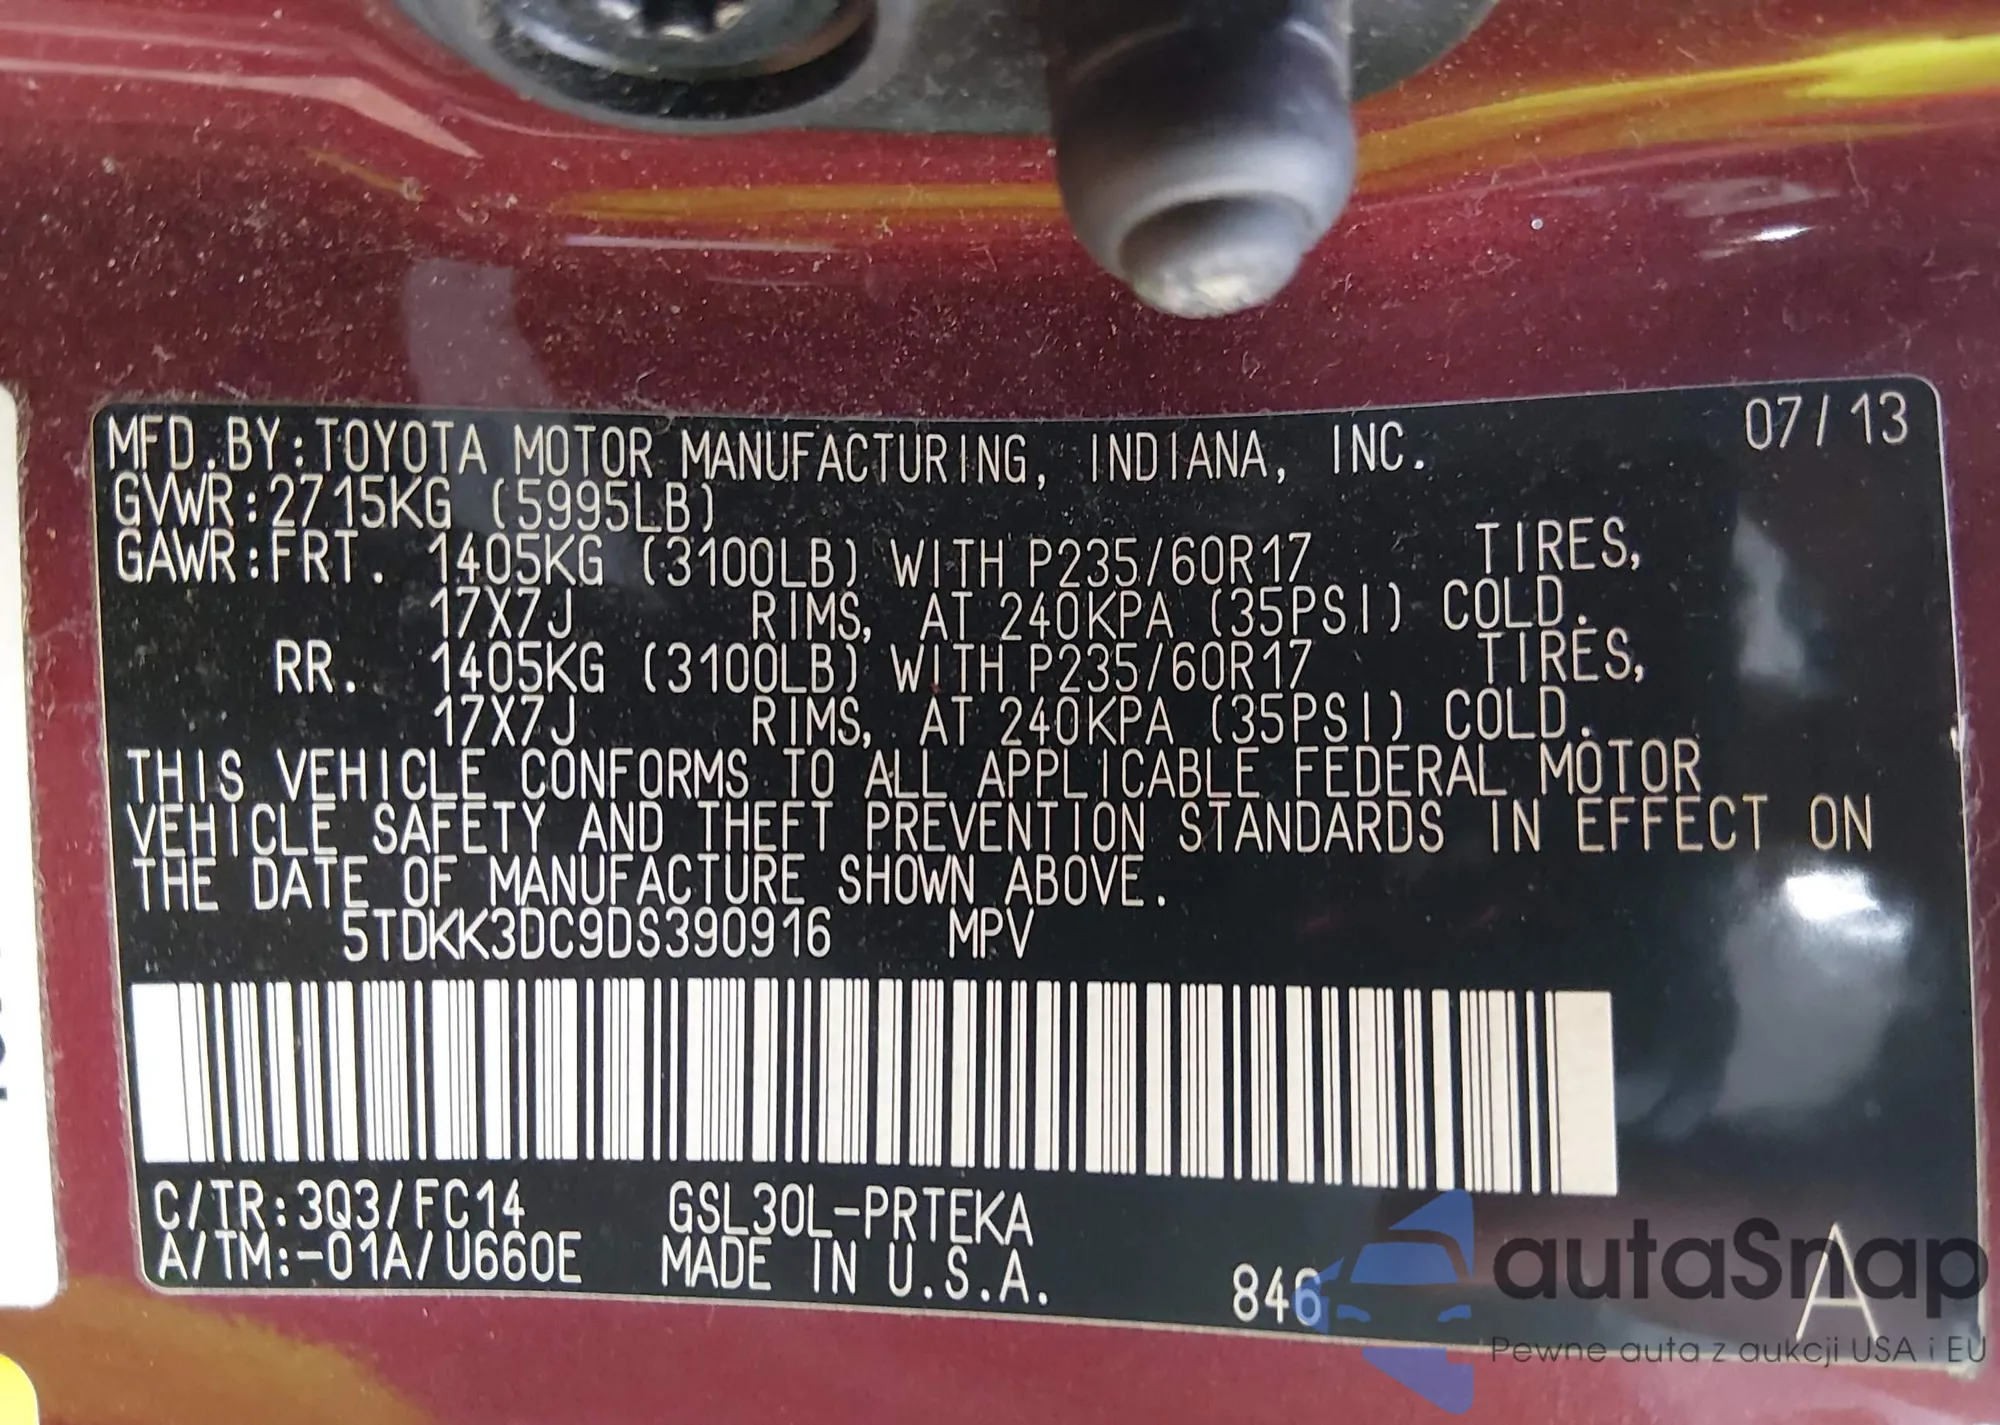 MFD.BY:TOYOTA MOTOR MANUFACTURING, INDIANA, INC. 07/13
GVWR:2715KG (5995LB)
GAWR:FRT. 1405KG (3100LB) WITH P235/60R17 TIRES,
17X7J RIMS, AT 240KPA (35PSI) COLD.
RR. 1405KG (3100LB) WITH P235/60R17 TIRES,
17X7J RIMS, AT 240KPA (35PSI) COLD.
THIS VEHICLE CONFORMS TO ALL APPLICABLE FEDERAL MOTOR
VEHICLE SAFETY AND THEFT PREVENTION STANDARDS IN EFFECT ON
THE DATE OF MANUFACTURE SHOWN ABOVE.
5TDKK3DC9DS390916 MPV
C/TR:3Q3/FC14 GSL30L-PRTEKA
A/TM:-01A/U660E MADE IN U.S.A. 846 A
autaSnap
Pewne auta z aukcji USA i EU